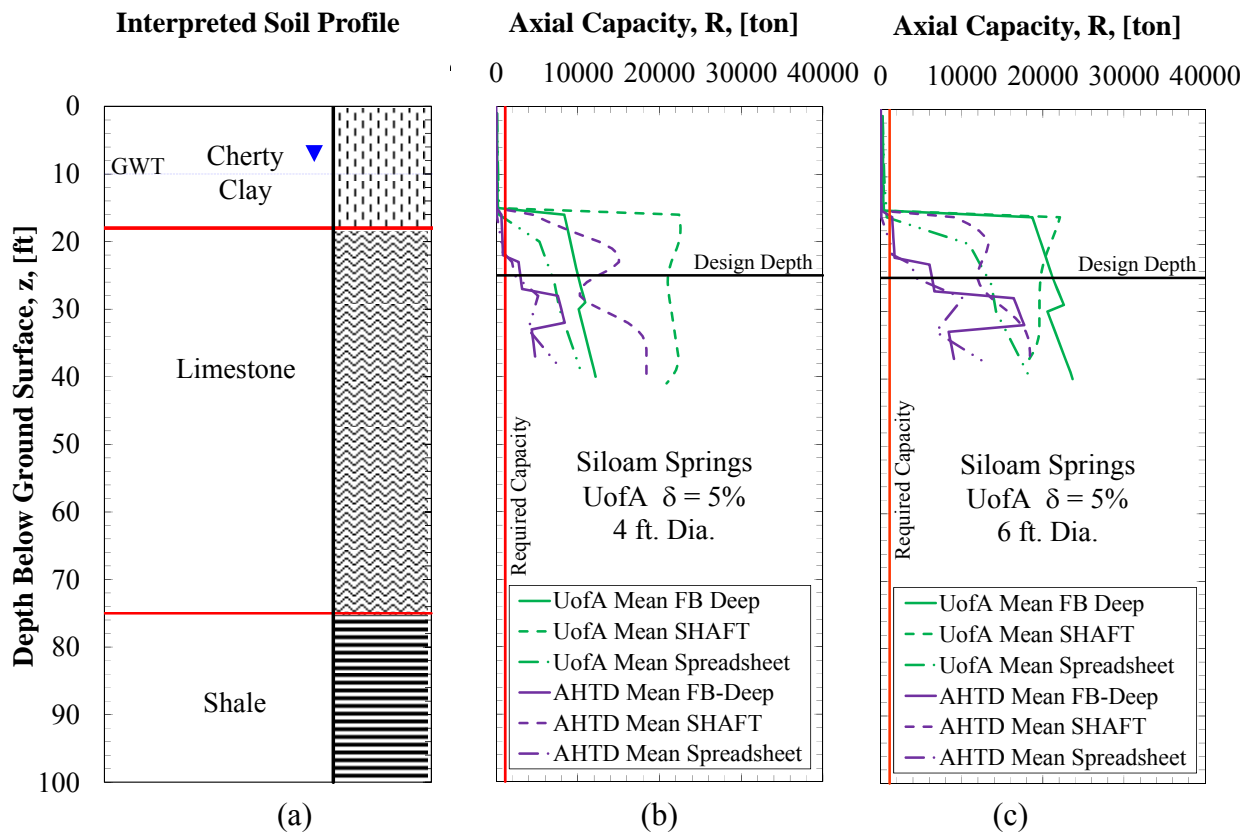 Interpreted Soil Profile
Depth Below Ground Surface, z, [ft]
0
10
20
30
40
50
60
70
80
90
100
GWT
Cherty
Clay
Limestone
Shale
(a)
Axial Capacity, R, [ton]
0 10000 20000 30000 40000
Design Depth
Required Capacity
Siloam Springs
UofA δ = 5%
4 ft. Dia.
UofA Mean FB Deep
UofA Mean SHAFT
UofA Mean Spreadsheet
AHTD Mean FB-Deep
AHTD Mean SHAFT
AHTD Mean Spreadsheet
(b)
Axial Capacity, R, [ton]
0 10000 20000 30000 40000
Design Depth
Required Capacity
Siloam Springs
UofA δ = 5%
6 ft. Dia.
UofA Mean FB Deep
UofA Mean SHAFT
UofA Mean Spreadsheet
AHTD Mean FB-Deep
AHTD Mean SHAFT
AHTD Mean Spreadsheet
(c)